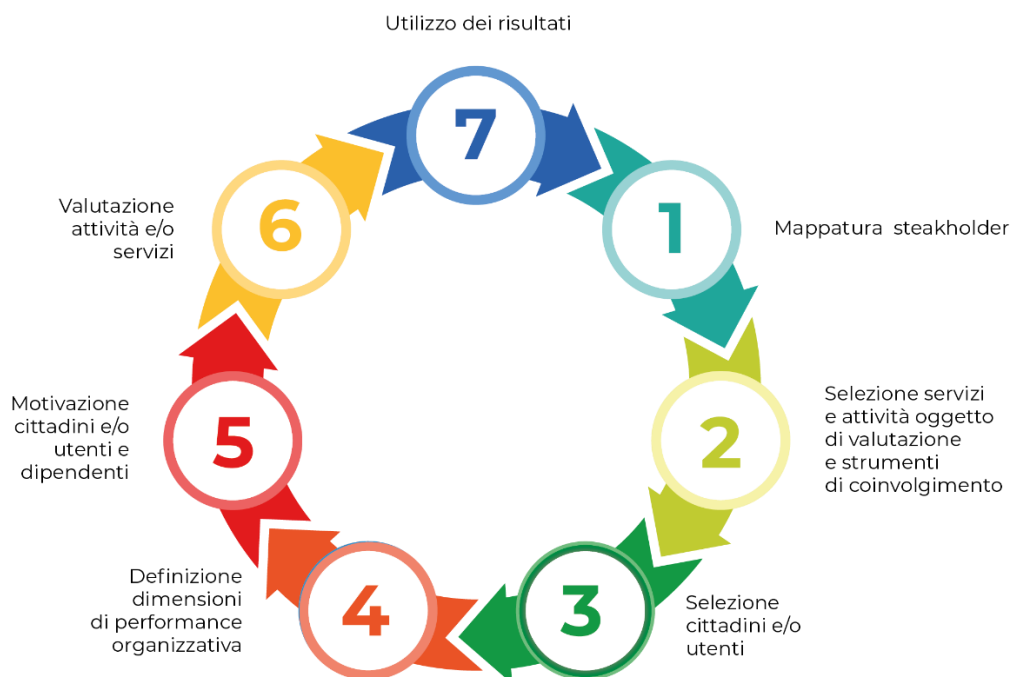 Utilizzo dei risultati
7
1
Mappatura steakholder
2
Selezione servizi
e attività oggetto
di valutazione
e strumenti
di coinvolgimento
3
Selezione
cittadini e/o
utenti
4
Definizione
dimensioni
di performance
organizzativa
5
Motivazione
cittadini e/o
utenti e
dipendenti
6
Valutazione
attività e/o
servizi